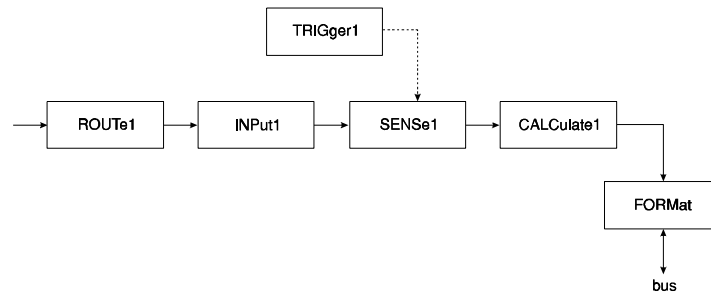 TRIGger1
ROUTe1
INPut1
SENSe1
CALCulate1
FORMat
bus